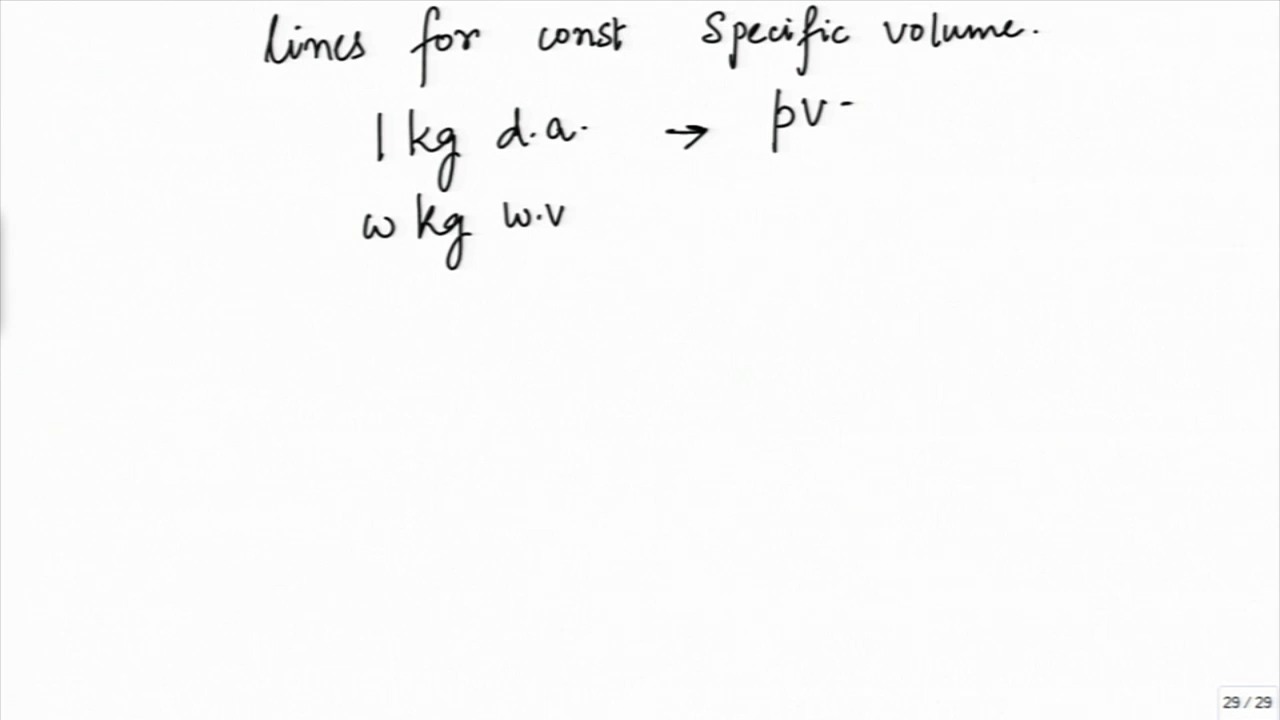 lines for const specific volume.
1 kg d.a. → pv -
ω kg w.v
29 / 29